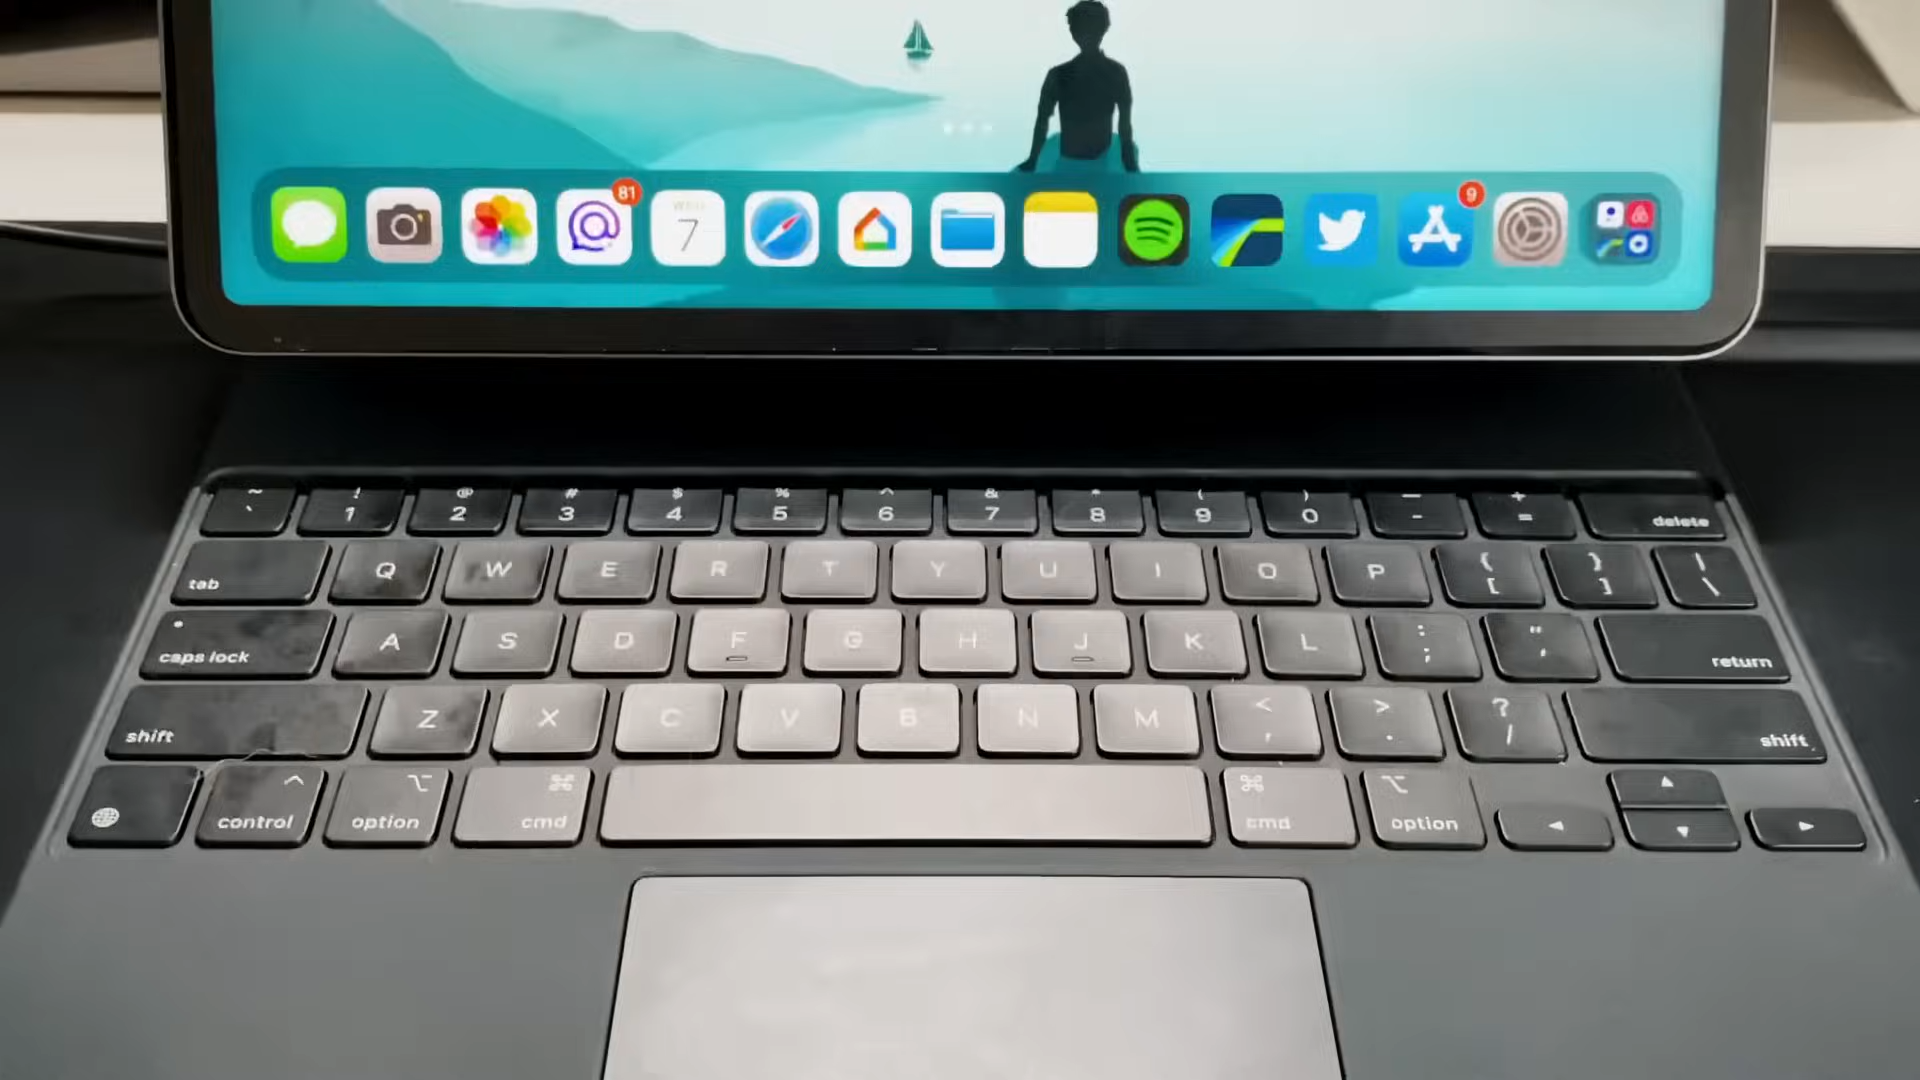 81
9
WED
7
~ ! @ # $ % ^ & * ( ) _ +
` 1 2 3 4 5 6 7 8 9 0 - = delete
tab Q W E R T Y U I O P { [ } ] | \
caps lock A S D F G H J K L : ; " ' return
shift Z X C V B N M < , > . ? / shift
control option cmd cmd option